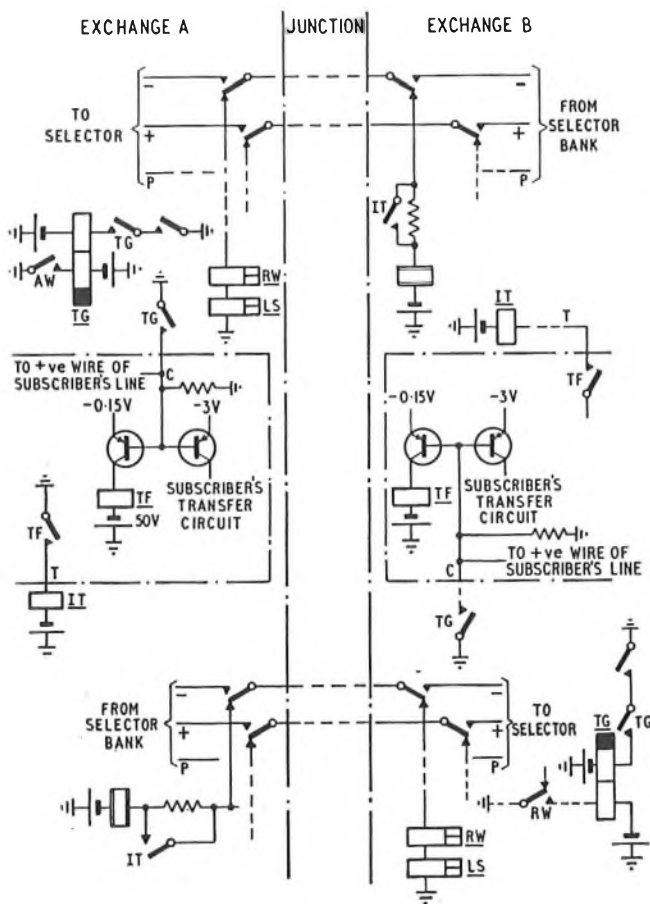 EXCHANGE A
JUNCTION
EXCHANGE B
−
TO
SELECTOR
+
P
−
FROM
SELECTOR
BANK
+
P
IT
TG
AW
TG
RW
LS
TG
IT
T
TF
TO +ve WIRE OF
SUBSCRIBER'S LINE
C
-0·15V
-3V
TF
50V
SUBSCRIBER'S
TRANSFER
CIRCUIT
TF
T
IT
-0·15V
-3V
TF
SUBSCRIBER'S
TRANSFER
CIRCUIT
TO +ve WIRE OF
SUBSCRIBER'S LINE
C
TG
FROM
SELECTOR
BANK
−
+
P
IT
−
TO
SELECTOR
+
P
TG
TG
RW
RW
LS